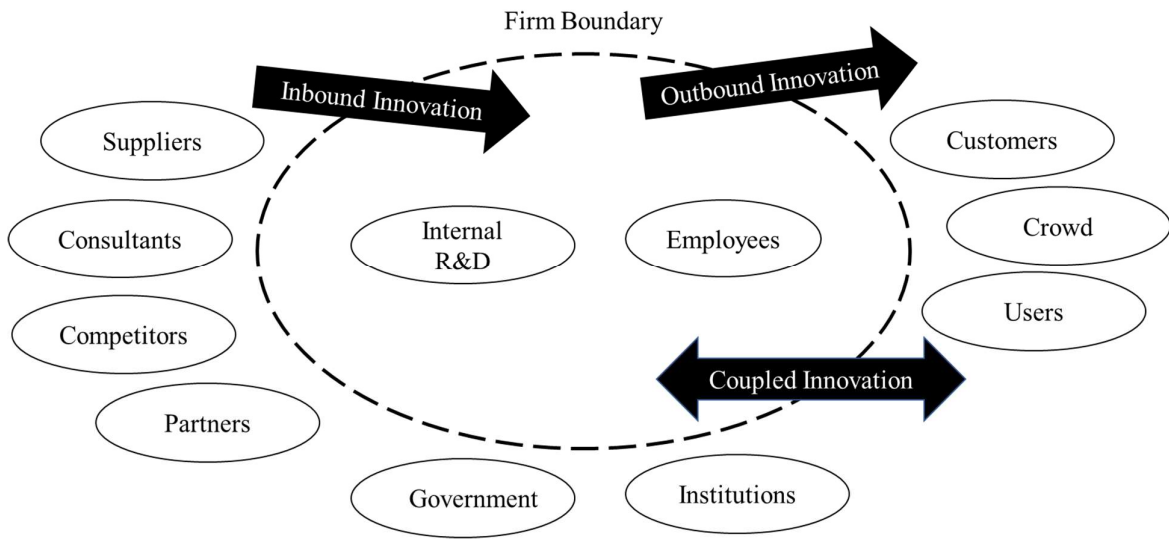 Firm Boundary
Inbound Innovation
Outbound Innovation
Suppliers
Customers
Consultants
Internal
R&D
Employees
Crowd
Competitors
Users
Coupled Innovation
Partners
Government
Institutions